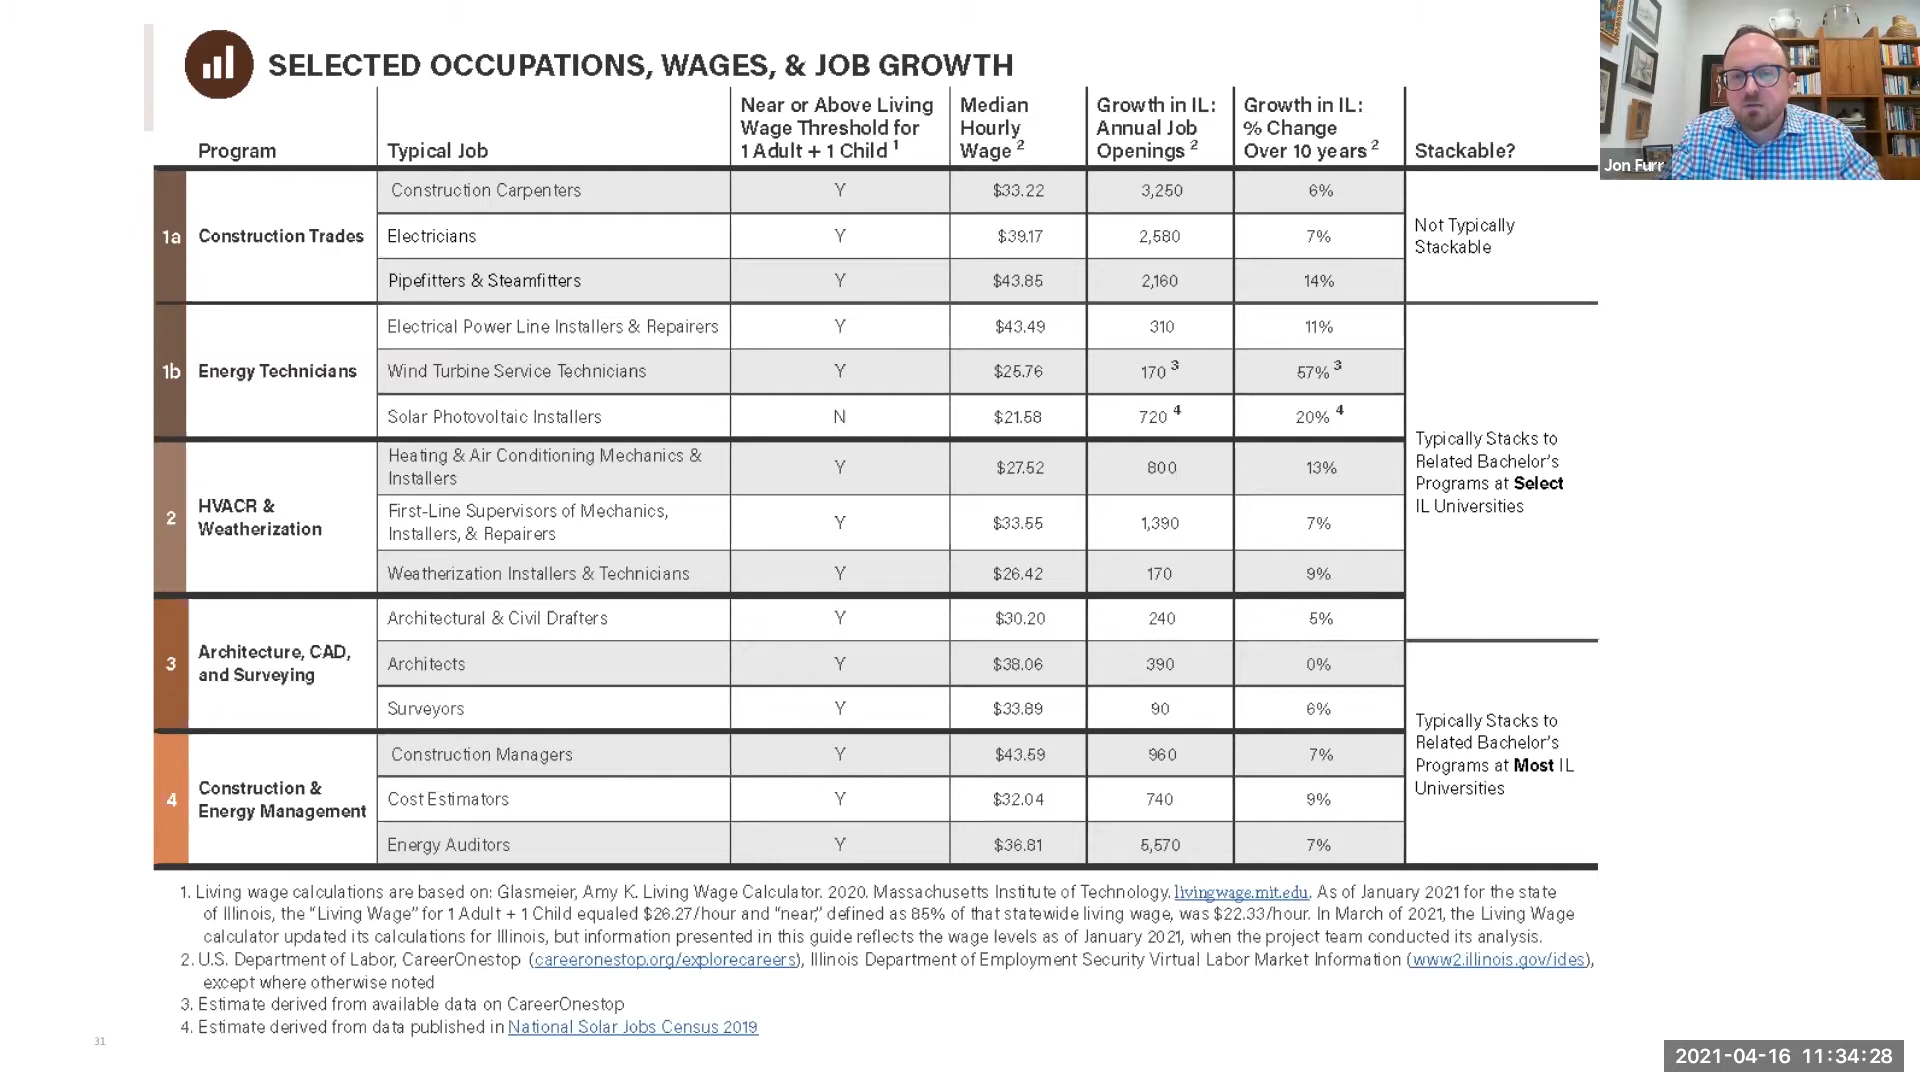 SELECTED OCCUPATIONS, WAGES, & JOB GROWTH
Program
Typical Job
Near or Above Living
Wage Threshold for
1 Adult + 1 Child 1
Median
Hourly
Wage 2
Growth in IL:
Annual Job
Openings 2
Growth in IL:
% Change
Over 10 years 2
Stackable?
1a
Construction Trades
Construction Carpenters Y $33.22 3,250 6%
Electricians Y $39.17 2,580 7%
Pipefitters & Steamfitters Y $43.85 2,160 14%
Not Typically
Stackable
1b
Energy Technicians
Electrical Power Line Installers & Repairers Y $43.49 310 11%
Wind Turbine Service Technicians Y $25.76 170 3 57% 3
Solar Photovoltaic Installers N $21.58 720 4 20% 4
2
HVACR &
Weatherization
Heating & Air Conditioning Mechanics &
Installers
Y $27.52 800 13%
First-Line Supervisors of Mechanics,
Installers, & Repairers
Y $33.55 1,390 7%
Weatherization Installers & Technicians Y $26.42 170 9%
Typically Stacks to
Related Bachelor's
Programs at Select
IL Universities
3
Architecture, CAD,
and Surveying
Architectural & Civil Drafters Y $30.20 240 5%
Architects Y $38.06 390 0%
Surveyors Y $33.89 90 6%
4
Construction &
Energy Management
Construction Managers Y $43.59 960 7%
Cost Estimators Y $32.04 740 9%
Energy Auditors Y $36.81 5,570 7%
Typically Stacks to
Related Bachelor's
Programs at Most IL
Universities
1. Living wage calculations are based on: Glasmeier, Amy K. Living Wage Calculator. 2020. Massachusetts Institute of Technology. livingwage.mit.edu. As of January 2021 for the state
of Illinois, the "Living Wage" for 1 Adult + 1 Child equaled $26.27/hour and "near," defined as 85% of that statewide living wage, was $22.33/hour. In March of 2021, the Living Wage
calculator updated its calculations for Illinois, but information presented in this guide reflects the wage levels as of January 2021, when the project team conducted its analysis.
2. U.S. Department of Labor, CareerOnestop (careeronestop.org/explorecareers), Illinois Department of Employment Security Virtual Labor Market Information (www2.illinois.gov/ides),
except where otherwise noted
3. Estimate derived from available data on CareerOnestop
4. Estimate derived from data published in National Solar Jobs Census 2019
31
Jon Furr
2021-04-16 11:34:28